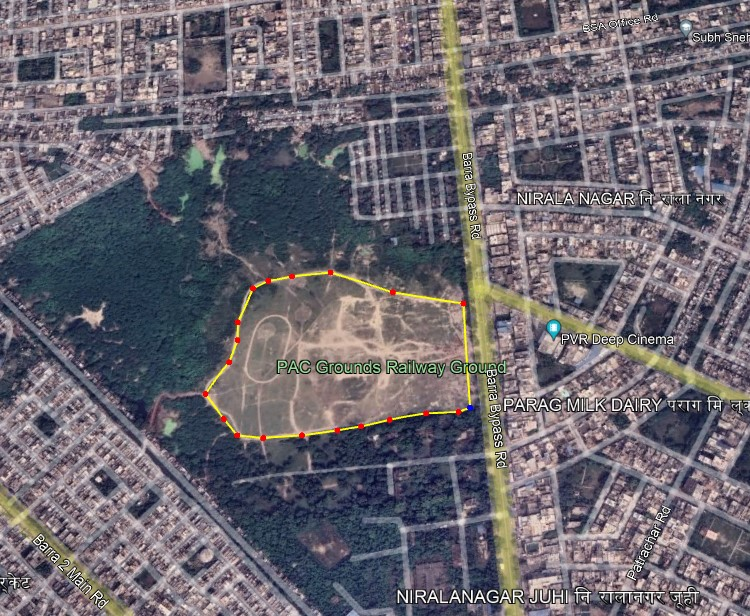 BSA Office Rd
Subh Sneh
Barra Bypass Rd
NIRALA NAGAR नि राला नगर
PVR Deep Cinema
PAC Grounds Railway Ground
Barra Bypass Rd
PARAG MILK DAIRY पराग मि ल्क
Patrachar Rd
Barra 2 Main Rd
NIRALANAGAR JUHI नि रालानगर जूही